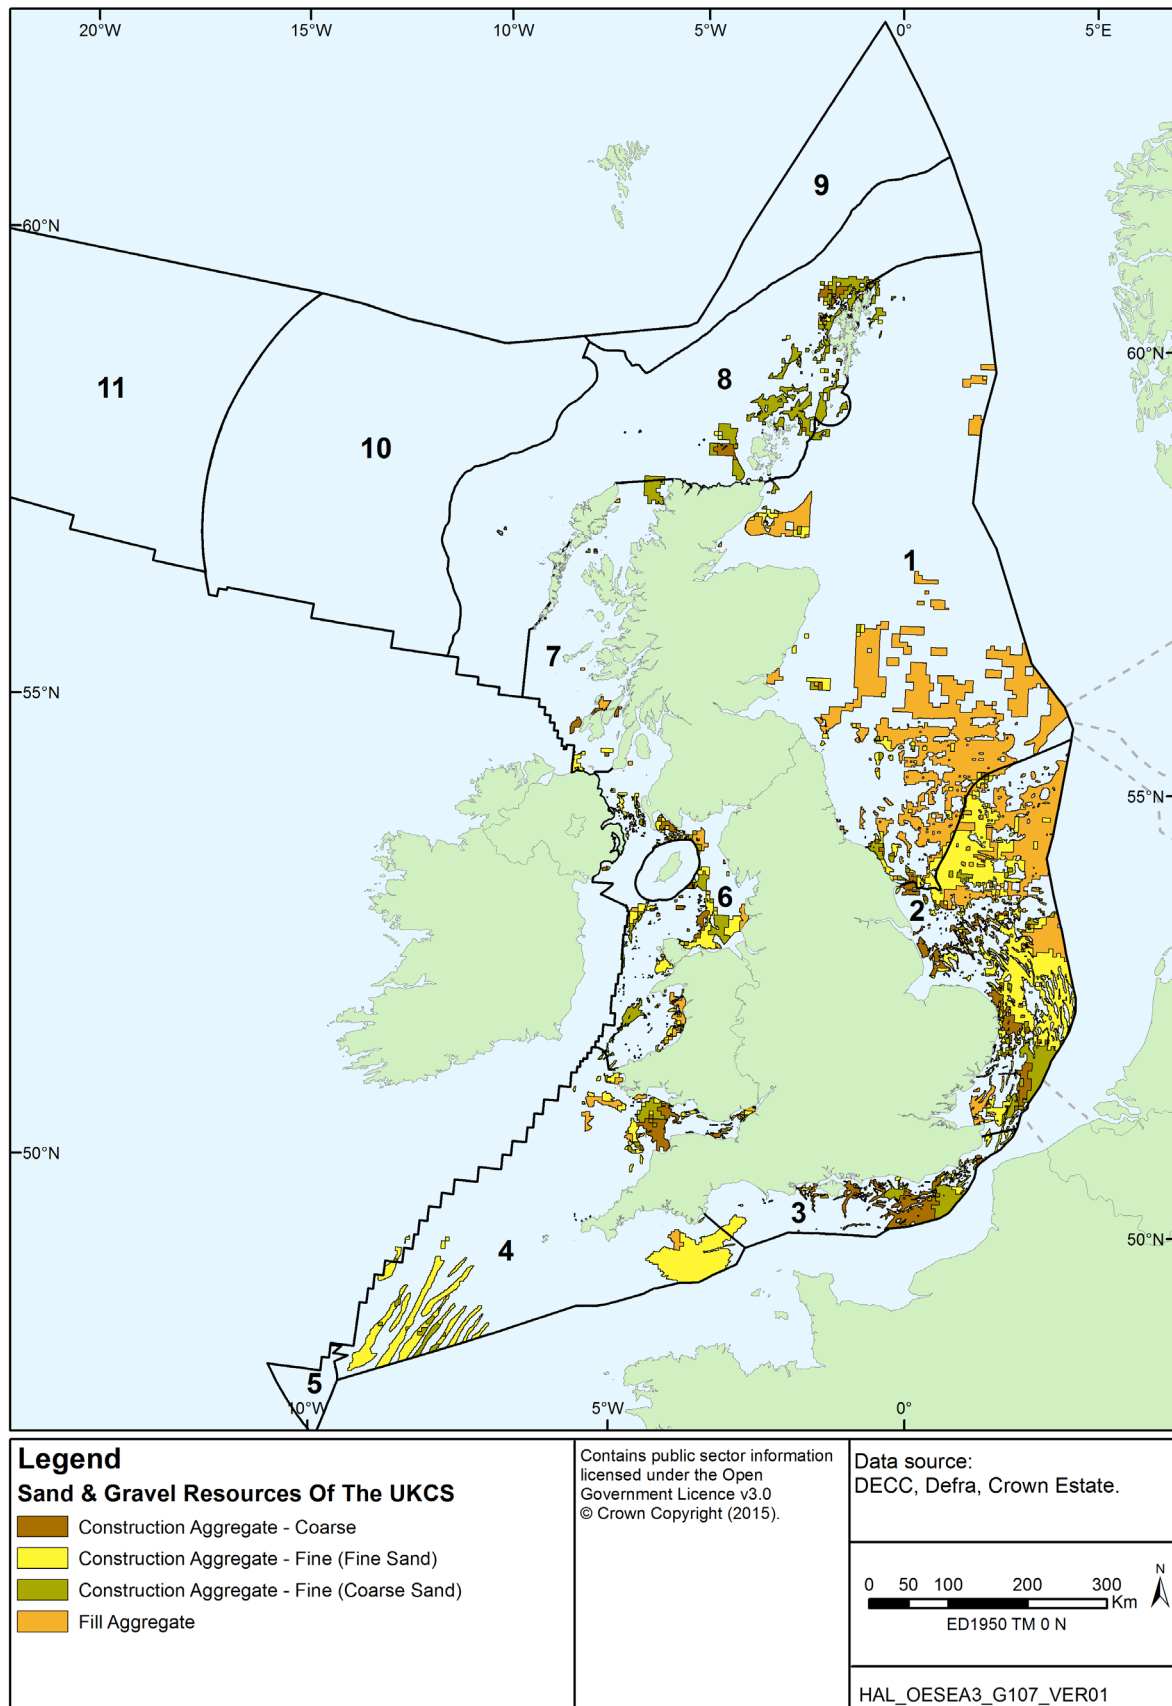 20°W
15°W
10°W
5°W
0°
5°E
9
60°N
60°N
8
11
10
1
7
55°N
55°N
6
2
50°N
3
4
50°N
5
10°W
5°W
0°
Legend
Sand & Gravel Resources Of The UKCS
Construction Aggregate - Coarse
Construction Aggregate - Fine (Fine Sand)
Construction Aggregate - Fine (Coarse Sand)
Fill Aggregate
Contains public sector information
licensed under the Open
Government Licence v3.0
© Crown Copyright (2015).
Data source:
DECC, Defra, Crown Estate.
N
0 50 100 200 300
Km
ED1950 TM 0 N
HAL_OESEA3_G107_VER01